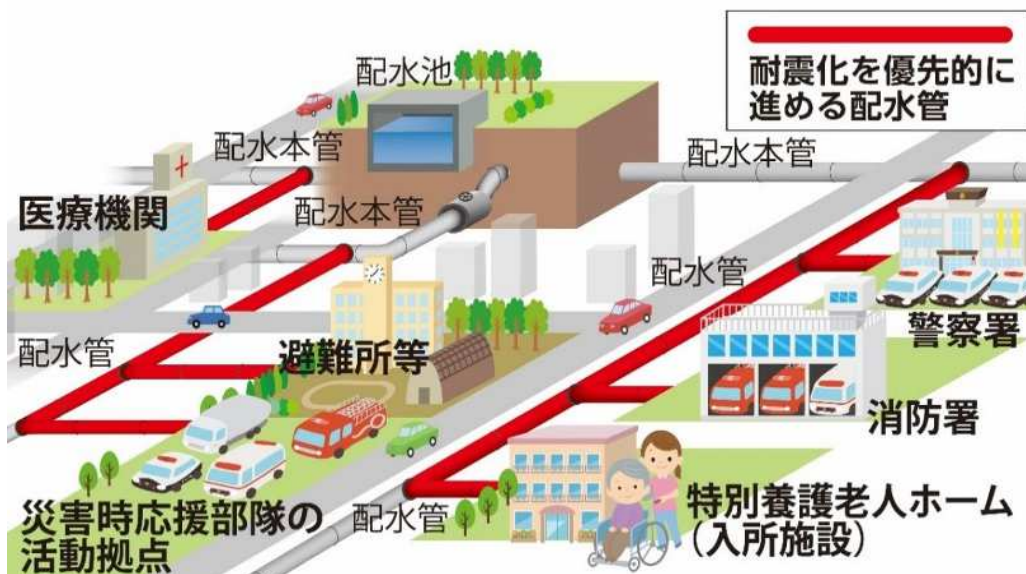 耐震化を優先的に
進める配水管
配水池
配水本管
配水本管
医療機関
配水本管
配水管
警察署
配水管
避難所等
消防署
災害時応援部隊の
活動拠点
配水管
特別養護老人ホーム
(入所施設)